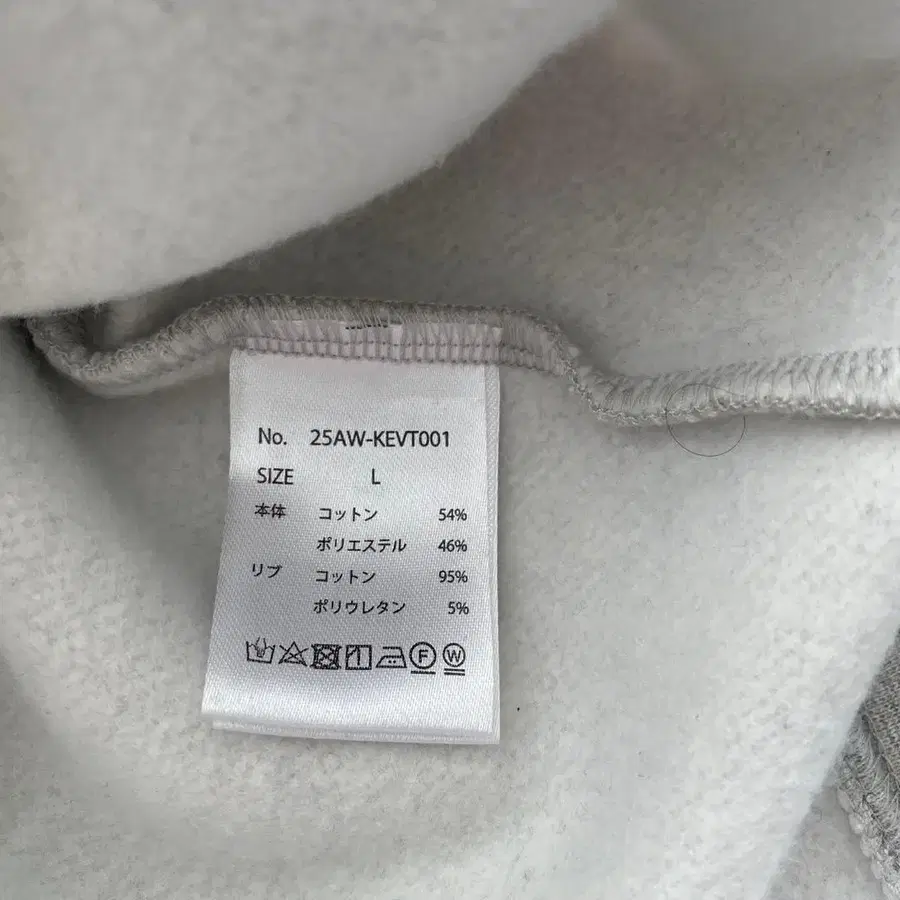 No. 25AW-KEVT001
SIZE L
本体 コットン 54%
ポリエステル 46%
リブ コットン 95%
ポリウレタン 5%
F W